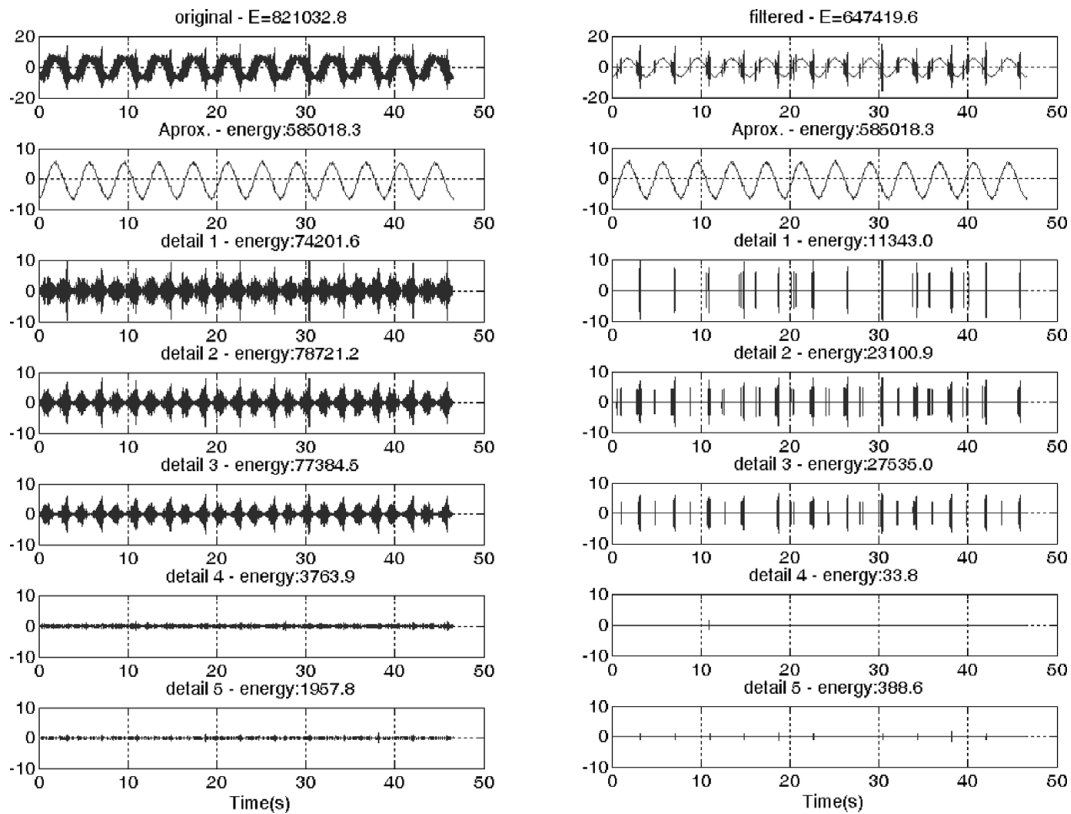 original - E=821032.8
20
0
-20
0 10 20 30 40 50
Aprox. - energy:585018.3
10
0
-10
0 10 20 30 40 50
detail 1 - energy:74201.6
10
0
-10
0 10 20 30 40 50
detail 2 - energy:78721.2
10
0
-10
0 10 20 30 40 50
detail 3 - energy:77384.5
10
0
-10
0 10 20 30 40 50
detail 4 - energy:3763.9
10
0
-10
0 10 20 30 40 50
detail 5 - energy:1957.8
10
0
-10
0 10 20 30 40 50
Time(s)
filtered - E=647419.6
20
0
-20
0 10 20 30 40 50
Aprox. - energy:585018.3
10
0
-10
0 10 20 30 40 50
detail 1 - energy:11343.0
10
0
-10
0 10 20 30 40 50
detail 2 - energy:23100.9
10
0
-10
0 10 20 30 40 50
detail 3 - energy:27535.0
10
0
-10
0 10 20 30 40 50
detail 4 - energy:33.8
10
0
-10
0 10 20 30 40 50
detail 5 - energy:388.6
10
0
-10
0 10 20 30 40 50
Time(s)